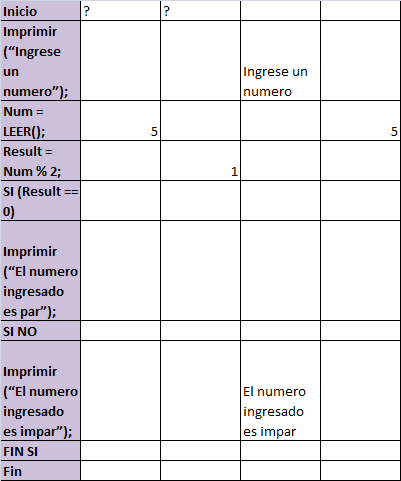 Inicio ? ?
Imprimir
(“Ingrese
un
numero”);
Ingrese un
numero
Num =
LEER(); 5 5
Result =
Num % 2; 1
SI (Result ==
0)
Imprimir
(“El numero
ingresado
es par”);
SI NO
Imprimir
(“El numero
ingresado
es impar”);
El numero
ingresado
es impar
FIN SI
Fin